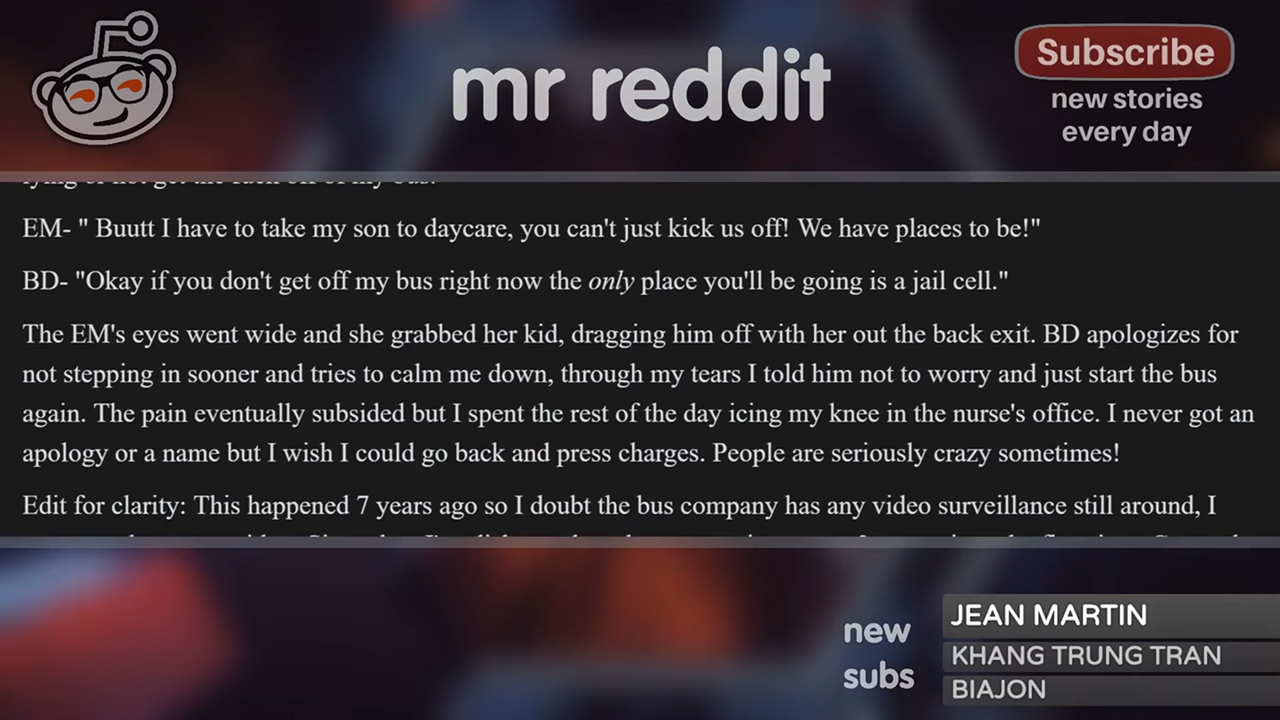 mr reddit
Subscribe
new stories
every day
EM- " Buutt I have to take my son to daycare, you can't just kick us off! We have places to be!"
BD- "Okay if you don't get off my bus right now the only place you'll be going is a jail cell."
The EM's eyes went wide and she grabbed her kid, dragging him off with her out the back exit. BD apologizes for
not stepping in sooner and tries to calm me down, through my tears I told him not to worry and just start the bus
again. The pain eventually subsided but I spent the rest of the day icing my knee in the nurse's office. I never got an
apology or a name but I wish I could go back and press charges. People are seriously crazy sometimes!
Edit for clarity: This happened 7 years ago so I doubt the bus company has any video surveillance still around, I
new
subs
JEAN MARTIN
KHANG TRUNG TRAN
BIAJON